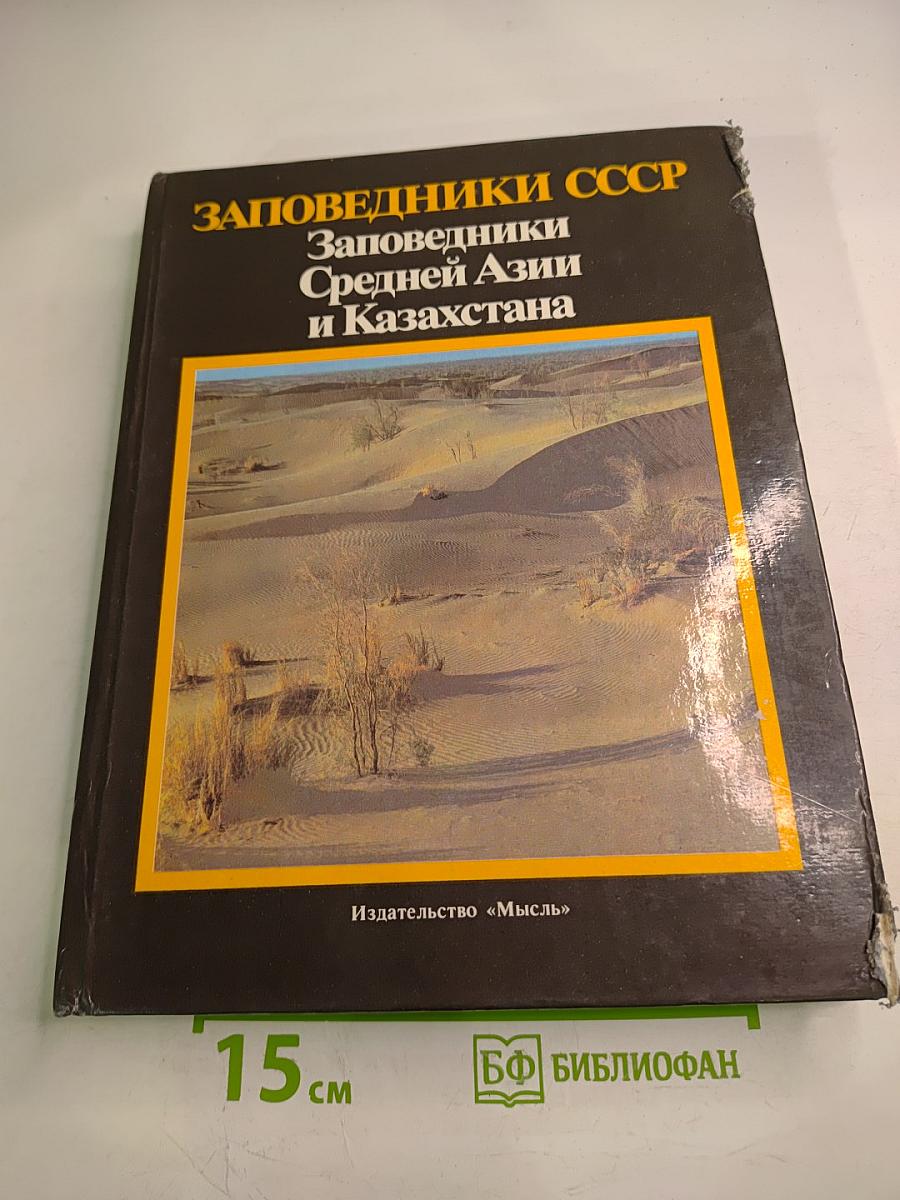 ЗАПОВЕДНИКИ СССР
Заповедники
Средней Азии
и Казахстана
Издательство «Мысль»
15 см
БФ БИБЛИОФАН